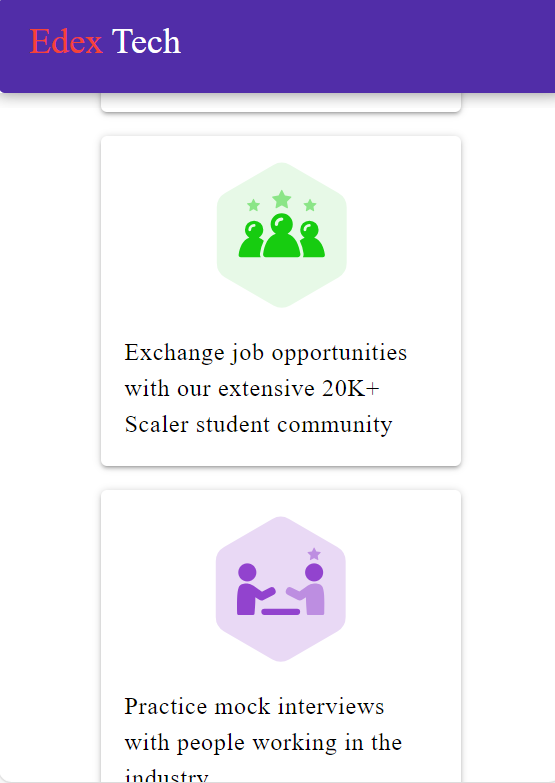 Edex Tech
Exchange job opportunities
with our extensive 20K+
Scaler student community
Practice mock interviews
with people working in the
industry